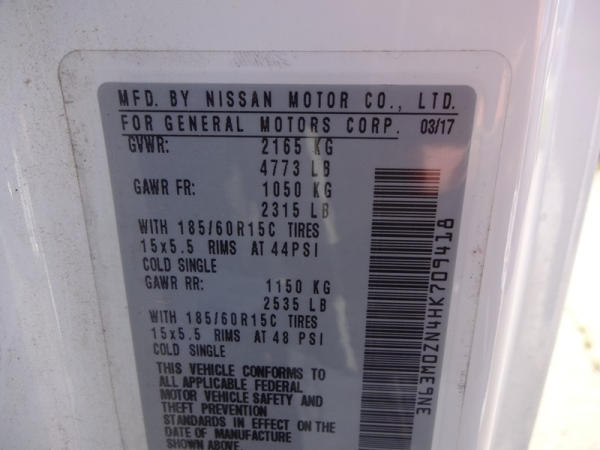 MFD. BY NISSAN MOTOR CO., LTD.
FOR GENERAL MOTORS CORP. 03/17
GVWR: 2165 KG
4773 LB
GAWR FR: 1050 KG
2315 LB
WITH 185/60R15C TIRES
15x5.5 RIMS AT 44PSI
COLD SINGLE
GAWR RR: 1150 KG
2535 LB
WITH 185/60R15C TIRES
15x5.5 RIMS AT 48 PSI
COLD SINGLE
THIS VEHICLE CONFORMS TO
ALL APPLICABLE FEDERAL
MOTOR VEHICLE SAFETY AND
THEFT PREVENTION
STANDARDS IN EFFECT ON THE
DATE OF MANUFACTURE
SHOWN ABOVE.
3N63M0ZN4HK709418